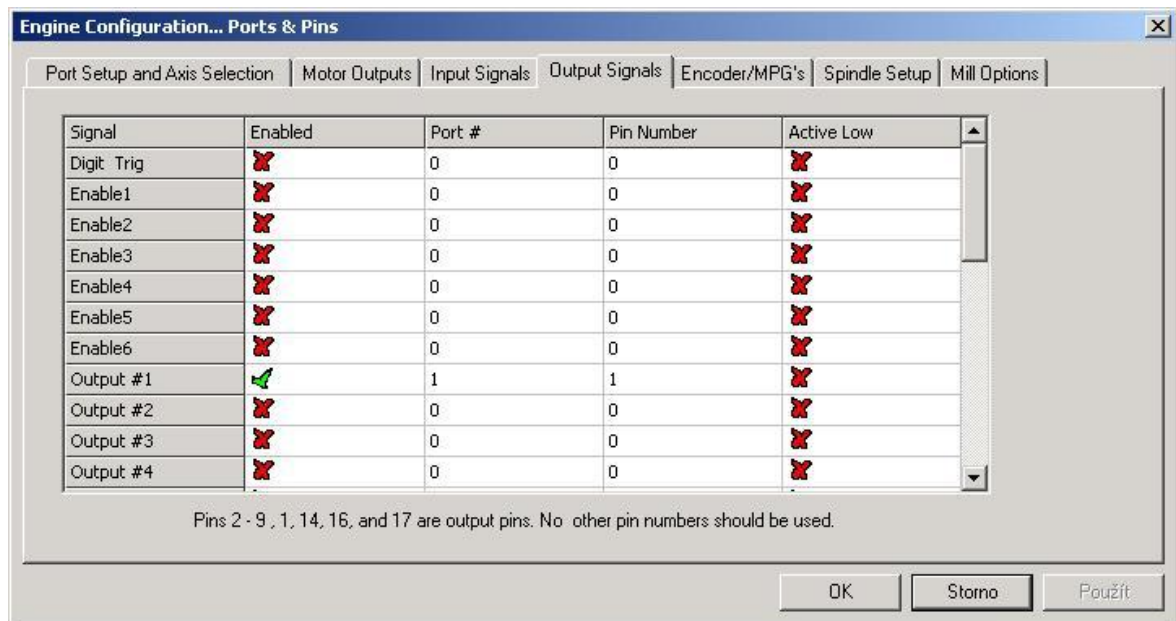 Engine Configuration... Ports & Pins
Port Setup and Axis Selection Motor Outputs Input Signals Output Signals Encoder/MPG's Spindle Setup Mill Options
Signal Enabled Port # Pin Number Active Low
Digit Trig 0 0
Enable1 0 0
Enable2 0 0
Enable3 0 0
Enable4 0 0
Enable5 0 0
Enable6 0 0
Output #1 1 1
Output #2 0 0
Output #3 0 0
Output #4 0 0
Pins 2 - 9 , 1, 14, 16, and 17 are output pins. No other pin numbers should be used.
OK Storno Použít